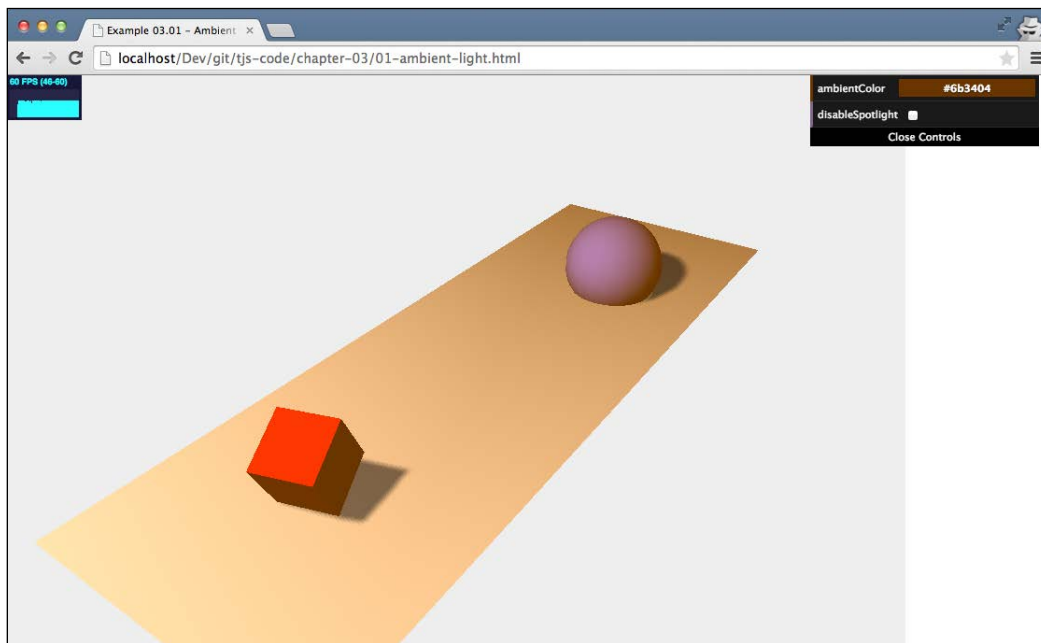 Example 03.01 – Ambient
localhost/Dev/git/tjs-code/chapter-03/01-ambient-light.html
60 FPS (46-60)
ambientColor #6b3404
disableSpotlight
Close Controls